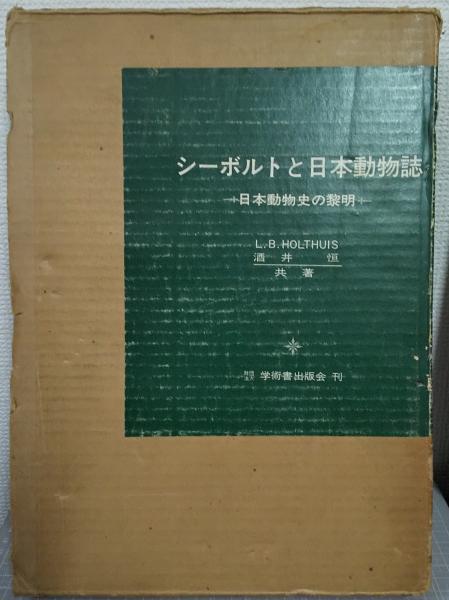 シーボルトと日本動物誌
日本動物史の黎明
L.B.HOLTHUIS
酒井 恒
共著
学術書出版会 刊